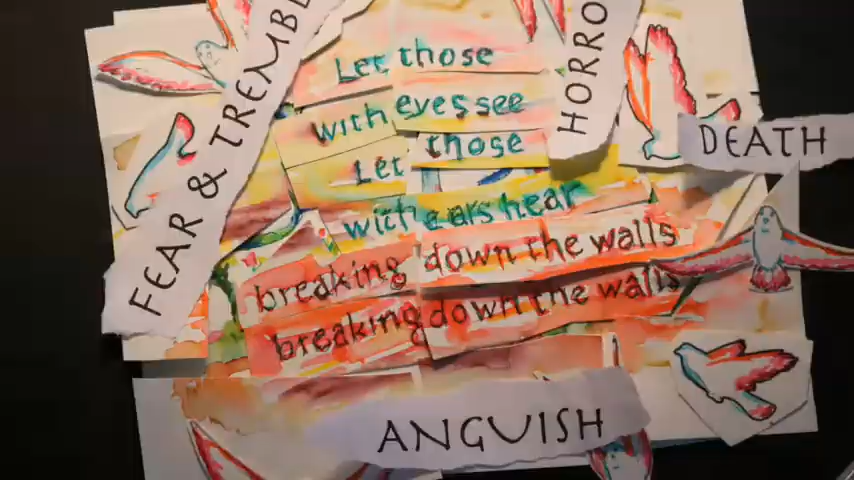 Let those
with eyes see
Let those
with ears hear
breaking down the walls
breaking down the walls
FEAR & TREMBL
HORRO
DEATH
ANGUISH